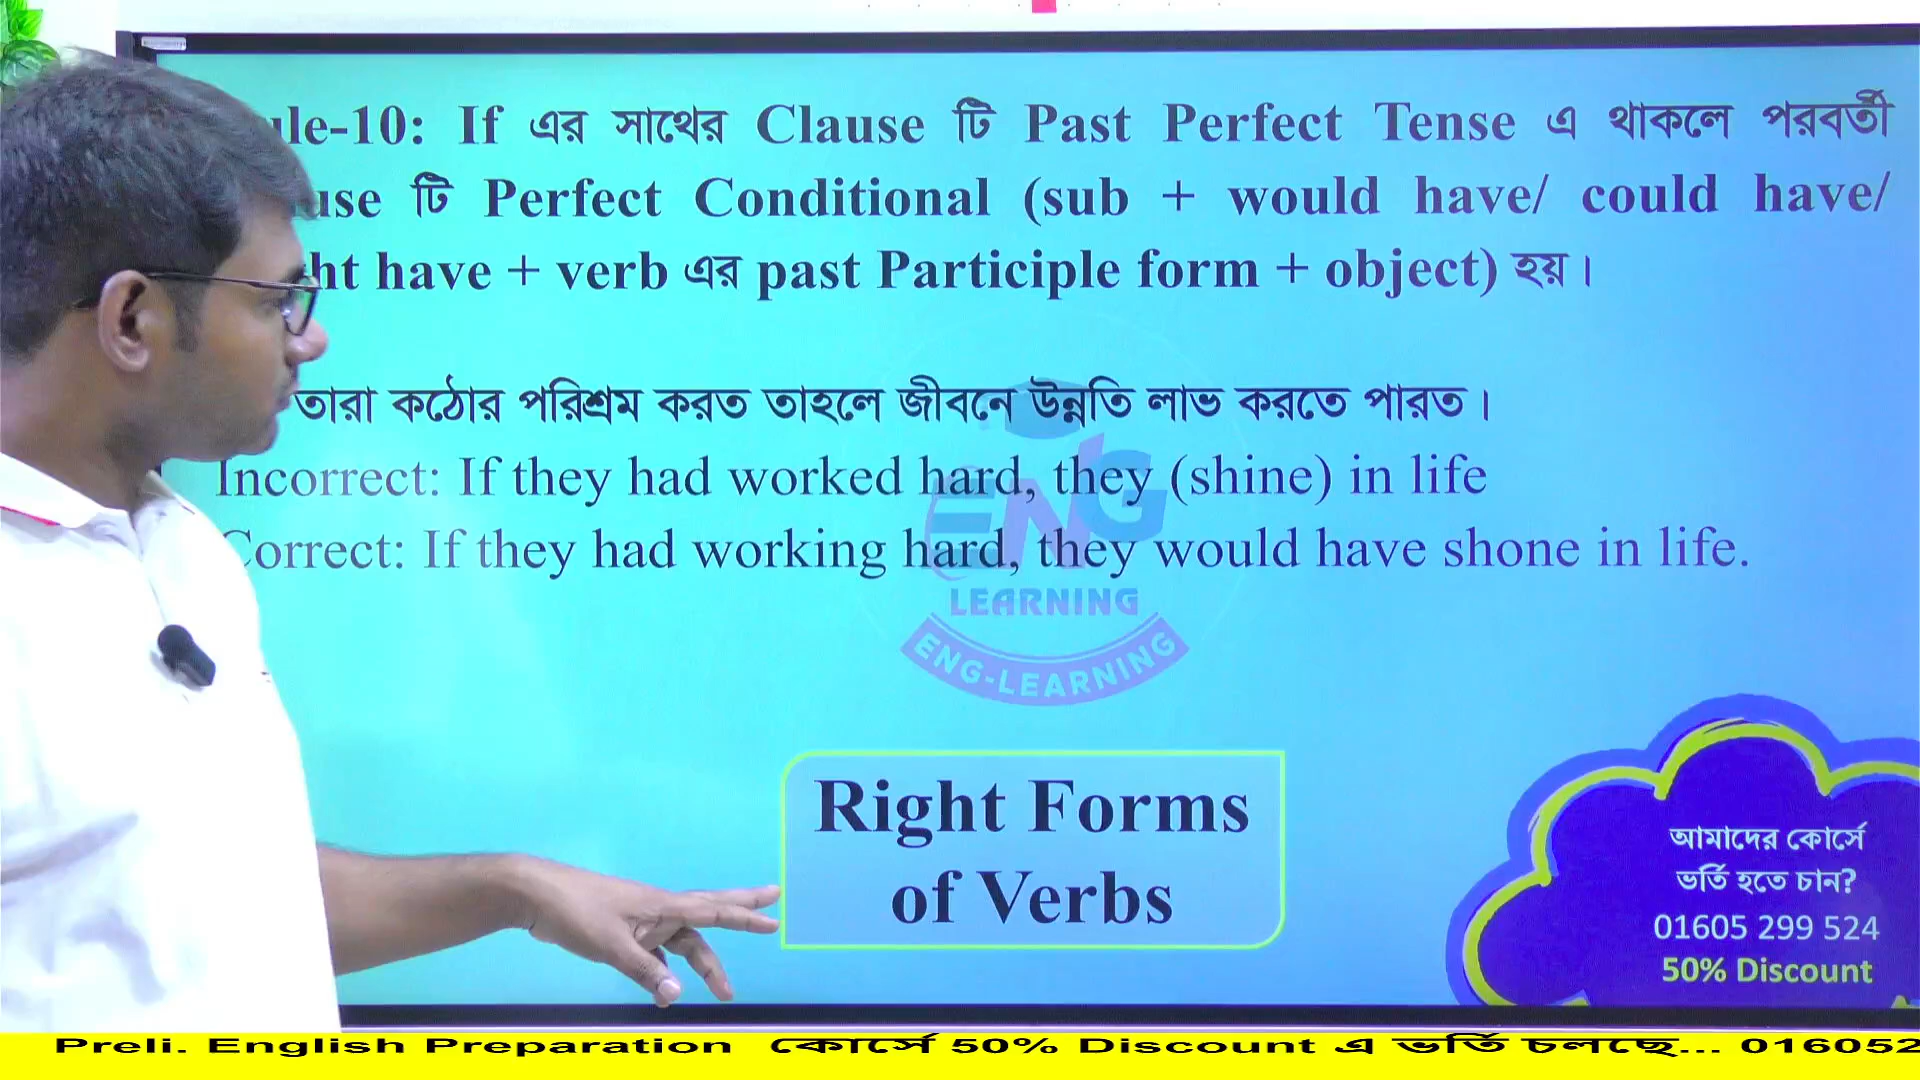 le-10: If এর সাথের Clause টি Past Perfect Tense এ থাকলে পরবর্তী
use টি Perfect Conditional (sub + would have/ could have/
ht have + verb এর past Participle form + object) হয়।
তারা কঠোর পরিশ্রম করত তাহলে জীবনে উন্নতি লাভ করতে পারত।
Incorrect: If they had worked hard, they (shine) in life
Correct: If they had working hard, they would have shone in life.
ENG
LEARNING
ENG-LEARNING
Right Forms
of Verbs
আমাদের কোর্সে
ভর্তি হতে চান?
01605 299 524
50% Discount
Preli. English Preparation কোর্সে 50% Discount এ ভর্তি চলছে... 016052